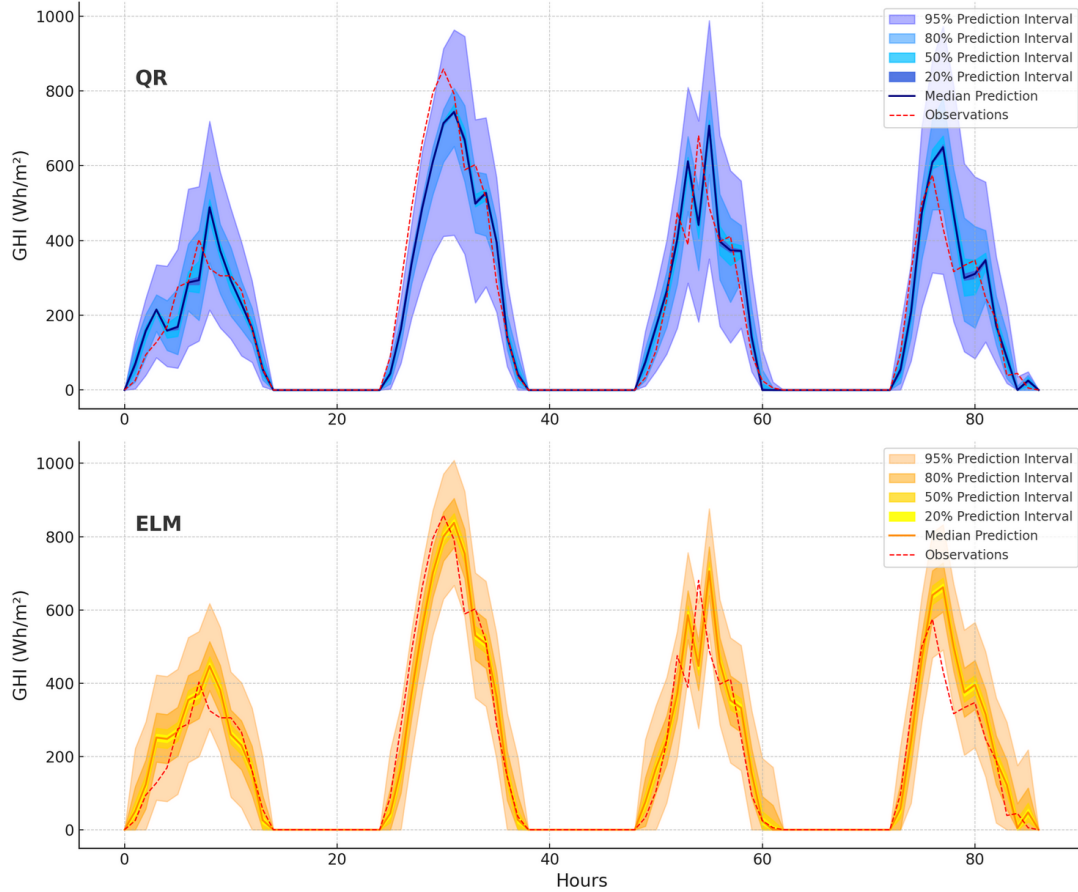 QR
GHI (Wh/m²)
1000
800
600
400
200
0
95% Prediction Interval
80% Prediction Interval
50% Prediction Interval
20% Prediction Interval
Median Prediction
Observations
0 20 40 60 80
ELM
GHI (Wh/m²)
1000
800
600
400
200
0
95% Prediction Interval
80% Prediction Interval
50% Prediction Interval
20% Prediction Interval
Median Prediction
Observations
0 20 40 60 80
Hours